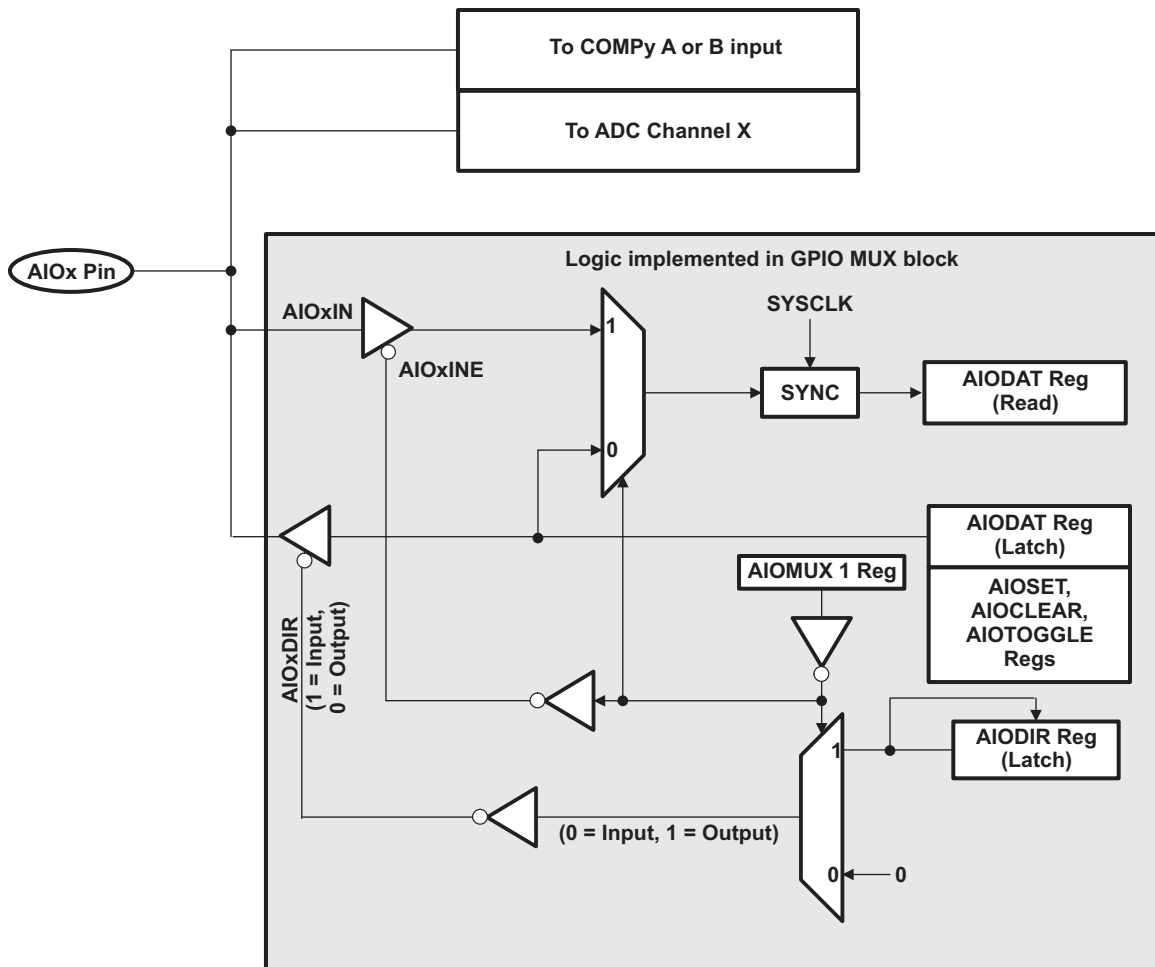 To COMPy A or B input
To ADC Channel X
AIOx Pin
Logic implemented in GPIO MUX block
AIOxIN
SYSCLK
1
AIOxINE
SYNC
AIODAT Reg
(Read)
0
AIODAT Reg
(Latch)
AIOMUX 1 Reg
AIOSET,
AIOCLEAR,
AIOTOGGLE
Regs
AIOxDIR
(1 = Input,
0 = Output)
1
AIODIR Reg
(Latch)
(0 = Input, 1 = Output)
0
0